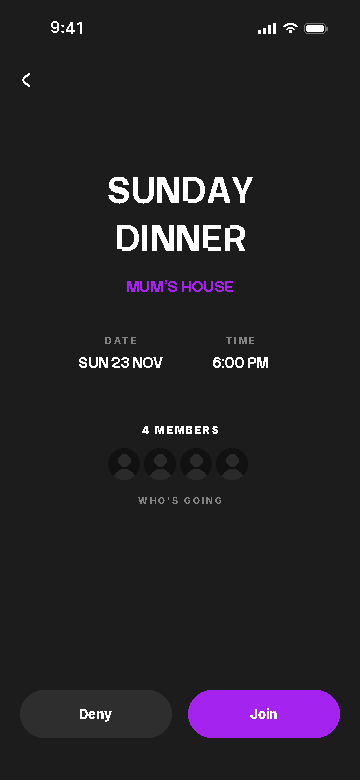 9:41
SUNDAY
DINNER
MUM'S HOUSE
DATE
TIME
SUN 23 NOV
6:00 PM
4 MEMBERS
WHO'S GOING
Deny
Join